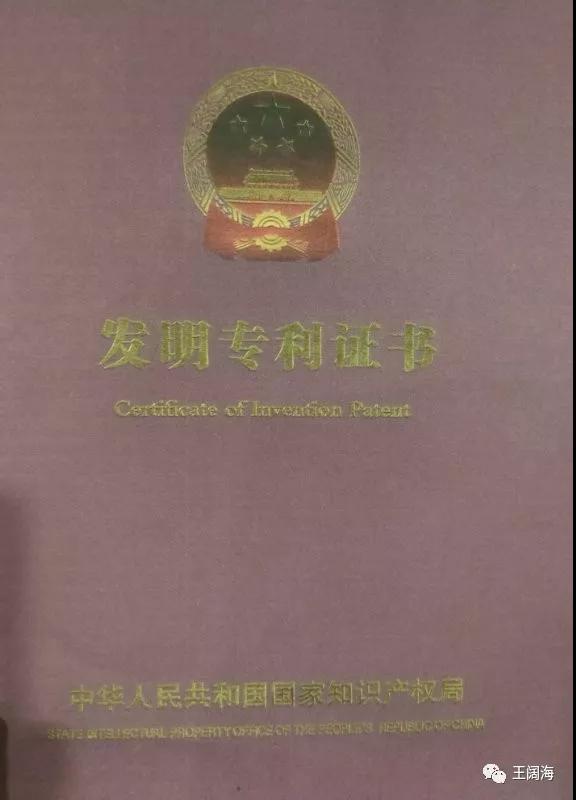 发明专利证书
Certificate of Invention Patent
中华人民共和国国家知识产权局
STATE INTELLECTUAL PROPERTY OFFICE OF THE PEOPLE'S REPUBLIC OF CHINA
王阔海